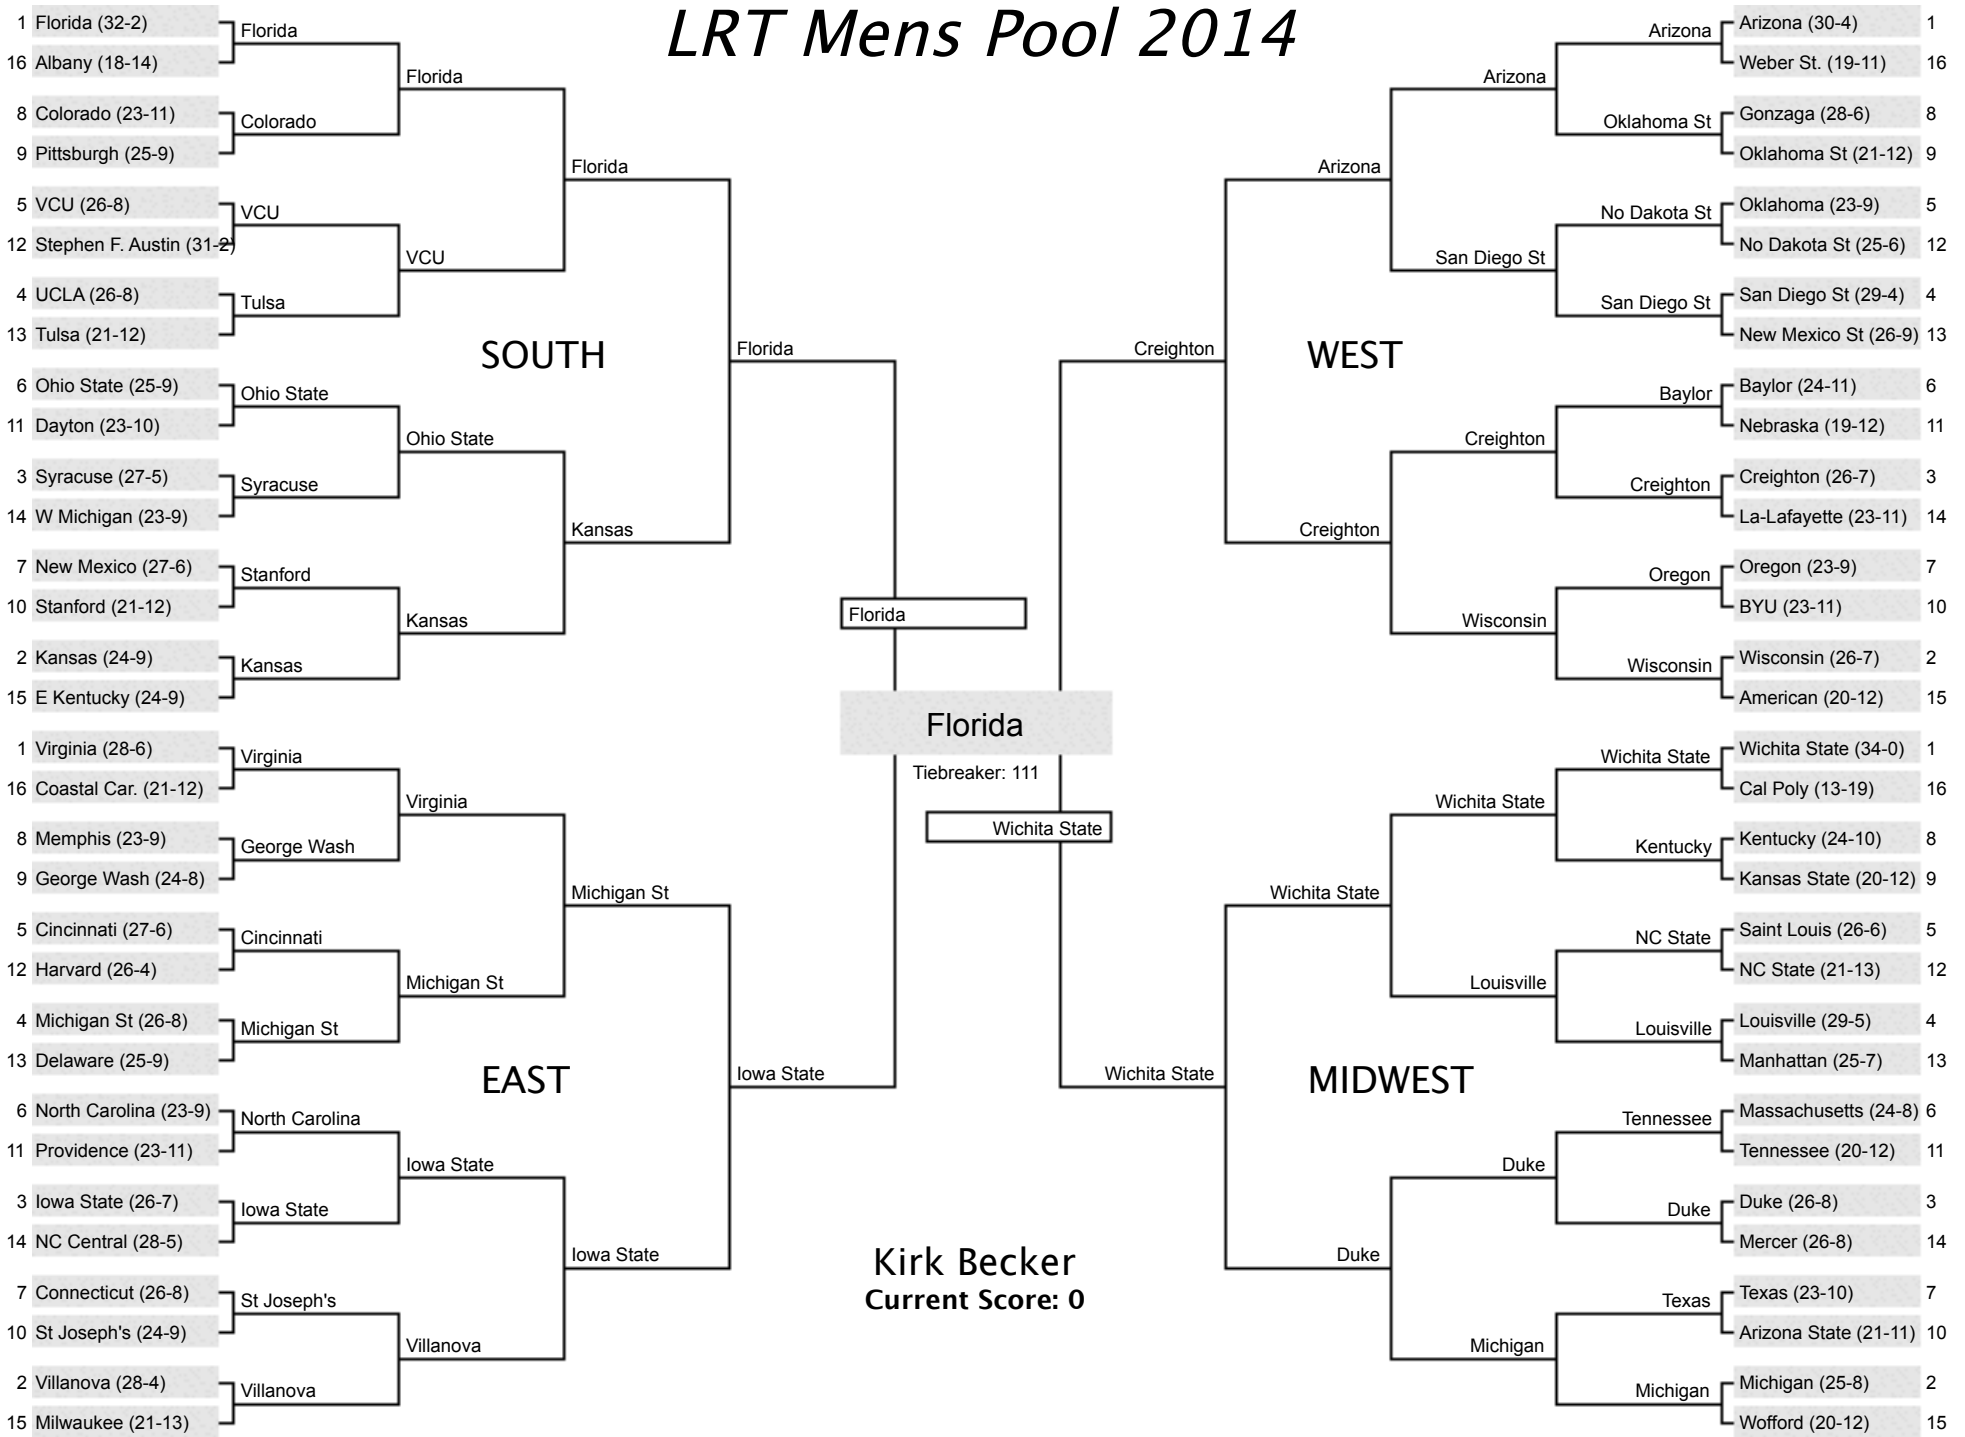 LRT Mens Pool 2014
1 Florida (32-2)
16 Albany (18-14)
8 Colorado (23-11)
9 Pittsburgh (25-9)
5 VCU (26-8)
12 Stephen F. Austin (31-2)
4 UCLA (26-8)
13 Tulsa (21-12)
6 Ohio State (25-9)
11 Dayton (23-10)
3 Syracuse (27-5)
14 W Michigan (23-9)
7 New Mexico (27-6)
10 Stanford (21-12)
2 Kansas (24-9)
15 E Kentucky (24-9)
Florida
Colorado
VCU
Tulsa
Ohio State
Syracuse
Stanford
Kansas
Florida
VCU
Ohio State
Kansas
Florida
Kansas
SOUTH
Florida
1 Virginia (28-6)
16 Coastal Car. (21-12)
8 Memphis (23-9)
9 George Wash (24-8)
5 Cincinnati (27-6)
12 Harvard (26-4)
4 Michigan St (26-8)
13 Delaware (25-9)
6 North Carolina (23-9)
11 Providence (23-11)
3 Iowa State (26-7)
14 NC Central (28-5)
7 Connecticut (26-8)
10 St Joseph's (24-9)
2 Villanova (28-4)
15 Milwaukee (21-13)
Virginia
George Wash
Cincinnati
Michigan St
North Carolina
Iowa State
St Joseph's
Villanova
Virginia
Michigan St
Iowa State
Villanova
Michigan St
Iowa State
EAST
Iowa State
Florida
Florida
Tiebreaker: 111
Wichita State
Kirk Becker
Current Score: 0
Creighton
WEST
Arizona
Creighton
Arizona
San Diego St
Creighton
Wisconsin
Arizona
Oklahoma St
No Dakota St
San Diego St
Baylor
Creighton
Oregon
Wisconsin
Arizona (30-4) 1
Weber St. (19-11) 16
Gonzaga (28-6) 8
Oklahoma St (21-12) 9
Oklahoma (23-9) 5
No Dakota St (25-6) 12
San Diego St (29-4) 4
New Mexico St (26-9) 13
Baylor (24-11) 6
Nebraska (19-12) 11
Creighton (26-7) 3
La-Lafayette (23-11) 14
Oregon (23-9) 7
BYU (23-11) 10
Wisconsin (26-7) 2
American (20-12) 15
Wichita State
MIDWEST
Wichita State
Duke
Wichita State
Louisville
Duke
Michigan
Wichita State
Kentucky
NC State
Louisville
Tennessee
Duke
Texas
Michigan
Wichita State (34-0) 1
Cal Poly (13-19) 16
Kentucky (24-10) 8
Kansas State (20-12) 9
Saint Louis (26-6) 5
NC State (21-13) 12
Louisville (29-5) 4
Manhattan (25-7) 13
Massachusetts (24-8) 6
Tennessee (20-12) 11
Duke (26-8) 3
Mercer (26-8) 14
Texas (23-10) 7
Arizona State (21-11) 10
Michigan (25-8) 2
Wofford (20-12) 15